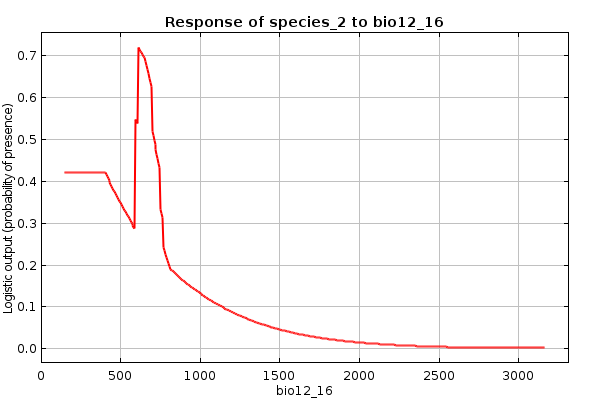 Response of species_2 to bio12_16
Logistic output (probability of presence)
0.7
0.6
0.5
0.4
0.3
0.2
0.1
0.0
0 500 1000 1500 2000 2500 3000
bio12_16